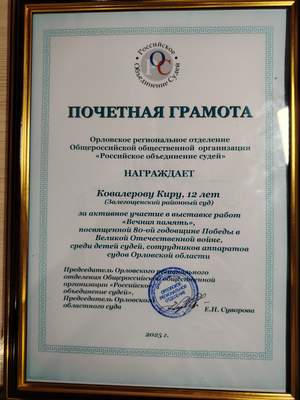 Российское
Объединение Судей
ПОЧЕТНАЯ ГРАМОТА
Орловское региональное отделение
Общероссийской общественной организации
«Российское объединение судей»
НАГРАЖДАЕТ
Ковалерову Киру, 12 лет
(Залегощенский районный суд)
за активное участие в выставке работ
«Вечная память»,
посвященной 80-ой годовщине Победы в
Великой Отечественной войне,
среди детей судей, сотрудников аппаратов
судов Орловской области
Председатель Орловского регионального
отделения Общероссийской общественной
организации «Российское
объединение судей»,
Председатель Орловского
областного суда
Е.Н. Суворова
2025 г.